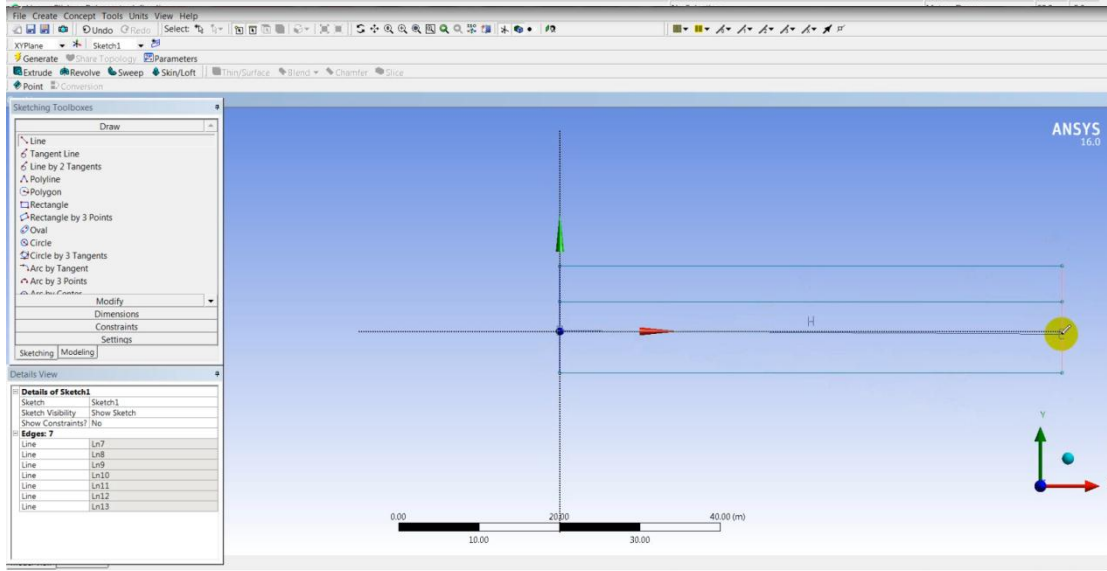 File Create Concept Tools Units View Help
Undo Redo Select:
XYPlane Sketch1
Generate Share Topology Parameters
Extrude Revolve Sweep Skin/Loft Thin/Surface Blend Chamfer Slice
Point Conversion
Sketching Toolboxes
Draw
Line
Tangent Line
Line by 2 Tangents
Polyline
Polygon
Rectangle
Rectangle by 3 Points
Oval
Circle
Circle by 3 Tangents
Arc by Tangent
Arc by 3 Points
Arc by Center
Modify
Dimensions
Constraints
Settings
Sketching Modeling
Details View
Details of Sketch1
Sketch Sketch1
Sketch Visibility Show Sketch
Show Constraints? No
Edges: 7
Line Ln7
Line Ln8
Line Ln9
Line Ln10
Line Ln11
Line Ln12
Line Ln13
ANSYS
16.0
H
Y
0.00 20.00 40.00 (m)
10.00 30.00